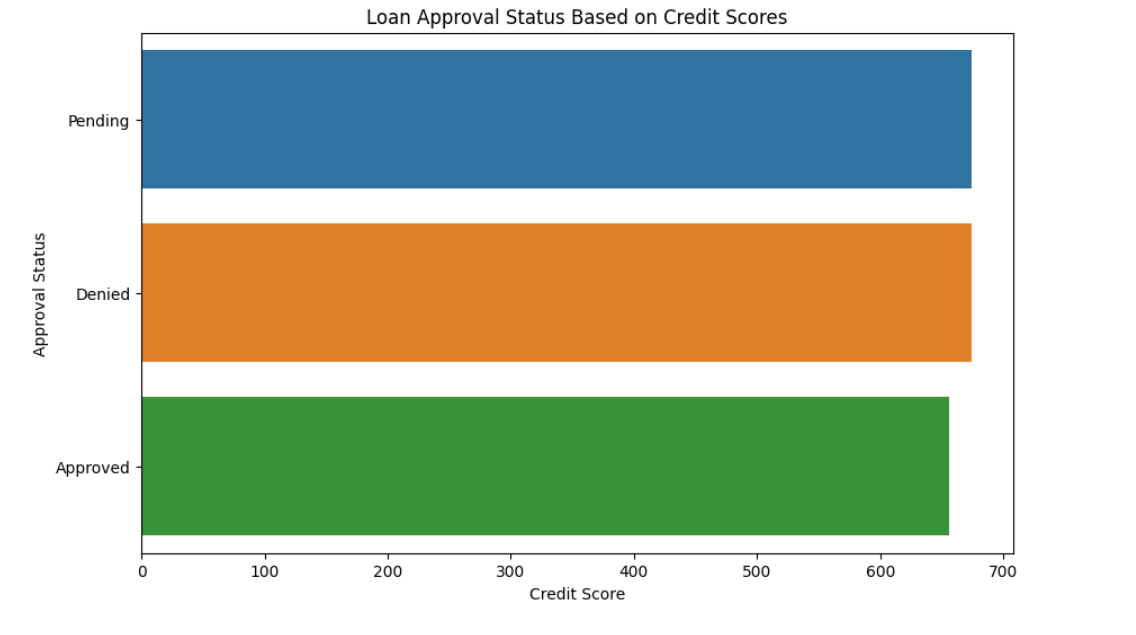 Loan Approval Status Based on Credit Scores
Approval Status
Pending
Denied
Approved
0 100 200 300 400 500 600 700
Credit Score